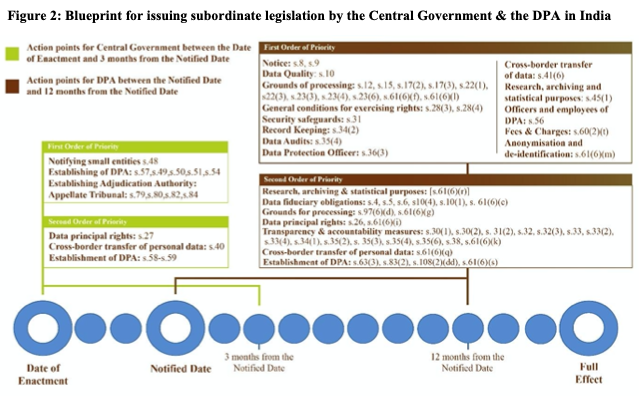 Figure 2: Blueprint for issuing subordinate legislation by the Central Government & the DPA in India
Action points for Central Government between the Date
of Enactment and 3 months from the Notified Date
Action points for DPA between the Notified Date
and 12 months from the Notified Date
First Order of Priority
Notice: s.8, s.9
Data Quality: s.10
Grounds of processing: s.12, s.15, s.17(2), s.17(3), s.22(1),
s22(3), s.23(3), s.23(4), s.23(6), s.61(6)(f), s.61(6)(l)
General conditions for exercising rights: s.28(3), s.28(4)
Security safeguards: s.31
Record Keeping: s.34(2)
Data Audits: s.35(4)
Data Protection Officer: s.36(3)
Cross-border transfer
of data: s.41(6)
Research, archiving and
statistical purposes: s.45(1)
Officers and employees of
DPA: s.56
Fees & Charges: s.60(2)(t)
Anonymisation and
de-identification: s.61(6)(m)
First Order of Priority
Notifying small entities s.48
Establishing of DPA: s.57,s.49,s.50,s.51,s.54
Establishing Adjudication Authority:
Appellate Tribunal: s.79,s.80,s.82,s.84
Second Order of Priority
Data principal rights: s.27
Cross-border transfer of personal data: s.40
Establishment of DPA: s.58-s.59
Second Order of Priority
Research, archiving & statistical purposes: [s.61(6)(r)]
Data fiduciary obligations: s.4, s.5, s.6, s10(4), s.10(1), s. 61(6)(c)
Grounds for processing: s.97(6)(d), s.61(6)(g)
Data principal rights: s.26, s.61(6)(i)
Transparency & accountability measures: s.30(1), s.30(2), s. 31(2), s.32, s.32(3), s.33, s.33(2),
s.33(4), s.34(1), s.35(2), s. 35(3), s.35(4), s.35(6), s.38, s.61(6)(k)
Cross-border transfer of personal data: s.61(6)(q)
Establishment of DPA: s.63(3), s.83(2), s.108(2)(dd), s.61(6)(s)
Date of
Enactment
Notified Date
3 months from the
Notified Date
12 months from the
Notified Date
Full
Effect